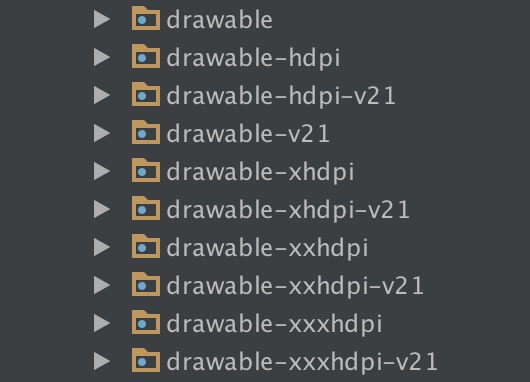 drawable
drawable-hdpi
drawable-hdpi-v21
drawable-v21
drawable-xhdpi
drawable-xhdpi-v21
drawable-xxhdpi
drawable-xxhdpi-v21
drawable-xxxhdpi
drawable-xxxhdpi-v21